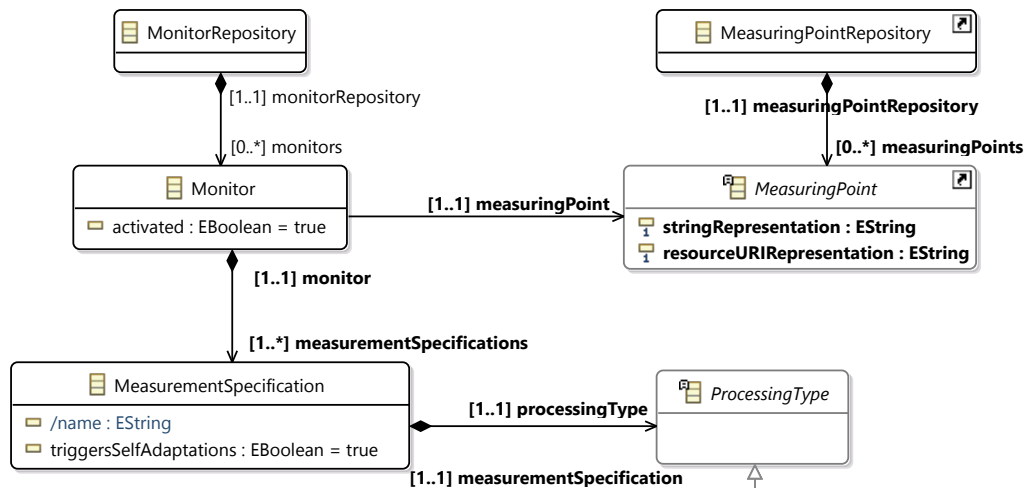 MonitorRepository
MeasuringPointRepository
[1..1] monitorRepository
[1..1] measuringPointRepository
[0..*] monitors
[0..*] measuringPoints
Monitor
MeasuringPoint
activated : EBoolean = true
[1..1] measuringPoint
1 stringRepresentation : EString
1 resourceURIRepresentation : EString
[1..1] monitor
[1..*] measurementSpecifications
MeasurementSpecification
ProcessingType
/name : EString
[1..1] processingType
triggersSelfAdaptations : EBoolean = true
[1..1] measurementSpecification